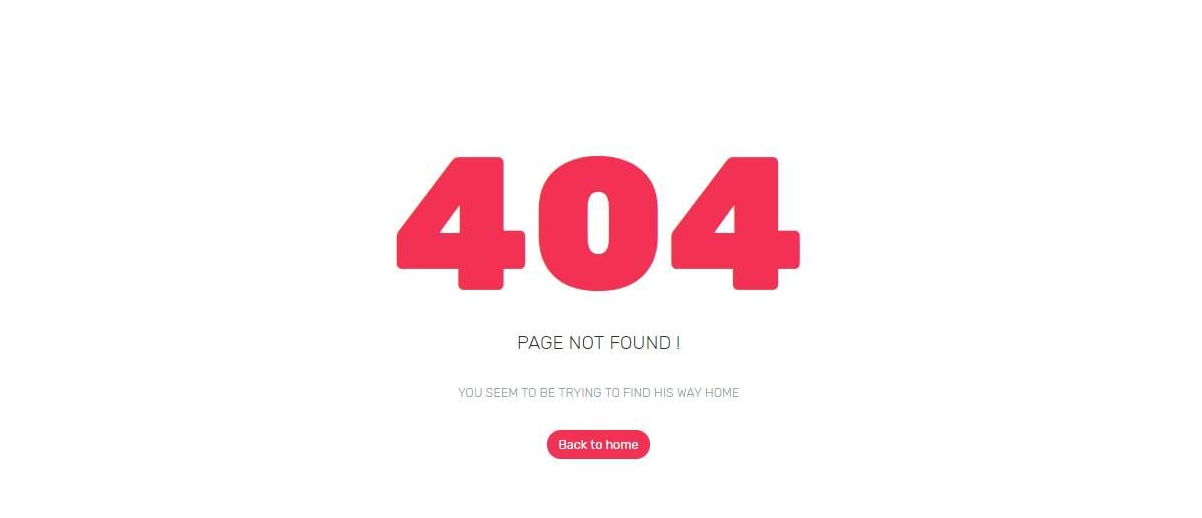 404
PAGE NOT FOUND !
YOU SEEM TO BE TRYING TO FIND HIS WAY HOME
Back to home